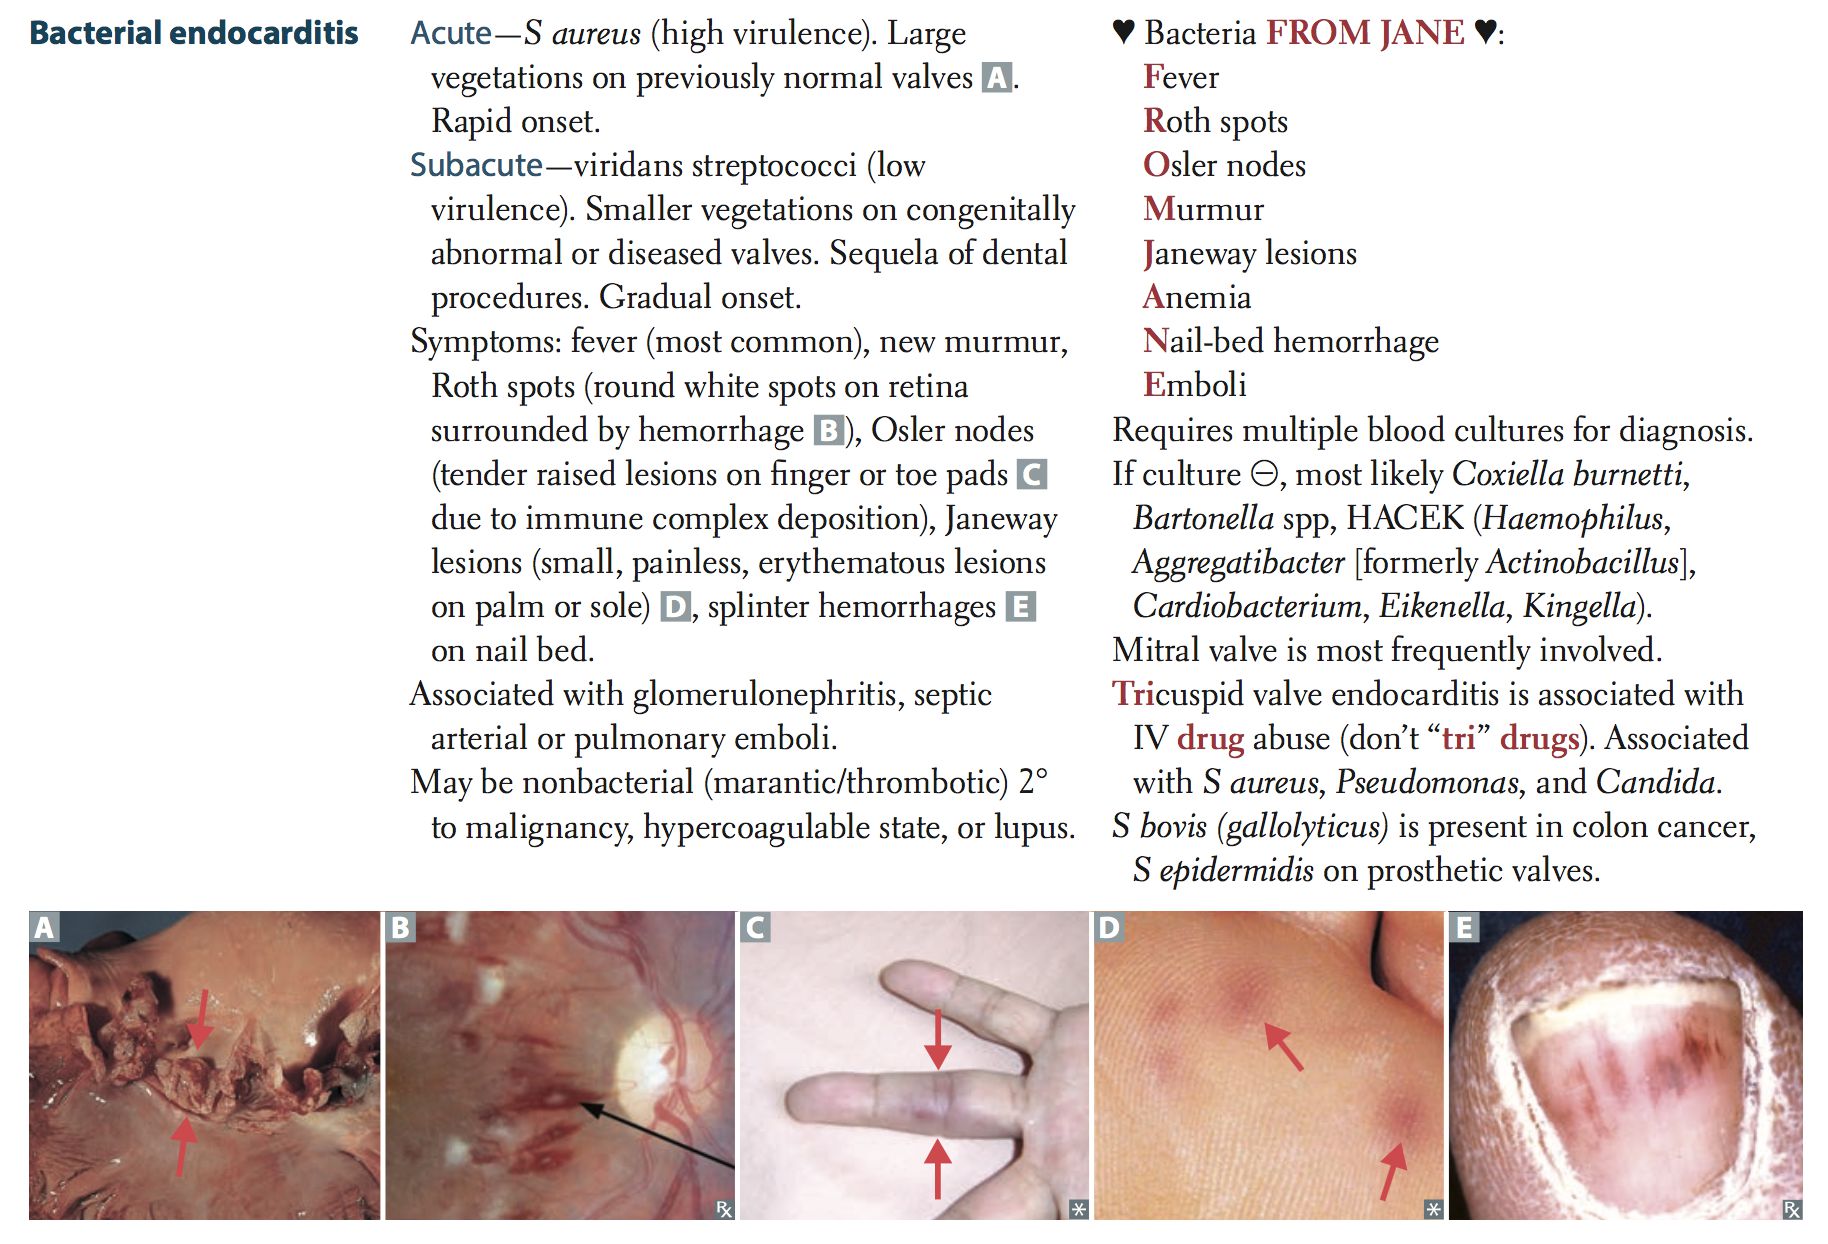 Bacterial endocarditis
Acute—S aureus (high virulence). Large
vegetations on previously normal valves A.
Rapid onset.
Subacute—viridans streptococci (low
virulence). Smaller vegetations on congenitally
abnormal or diseased valves. Sequela of dental
procedures. Gradual onset.
Symptoms: fever (most common), new murmur,
Roth spots (round white spots on retina
surrounded by hemorrhage B), Osler nodes
(tender raised lesions on finger or toe pads C
due to immune complex deposition), Janeway
lesions (small, painless, erythematous lesions
on palm or sole) D, splinter hemorrhages E
on nail bed.
Associated with glomerulonephritis, septic
arterial or pulmonary emboli.
May be nonbacterial (marantic/thrombotic) 2°
to malignancy, hypercoagulable state, or lupus.
♥ Bacteria FROM JANE ♥:
Fever
Roth spots
Osler nodes
Murmur
Janeway lesions
Anemia
Nail-bed hemorrhage
Emboli
Requires multiple blood cultures for diagnosis.
If culture ⊖, most likely Coxiella burnetti,
Bartonella spp, HACEK (Haemophilus,
Aggregatibacter [formerly Actinobacillus],
Cardiobacterium, Eikenella, Kingella).
Mitral valve is most frequently involved.
Tricuspid valve endocarditis is associated with
IV drug abuse (don’t “tri” drugs). Associated
with S aureus, Pseudomonas, and Candida.
S bovis (gallolyticus) is present in colon cancer,
S epidermidis on prosthetic valves.
A
B
℞
C
*
D
*
E
℞